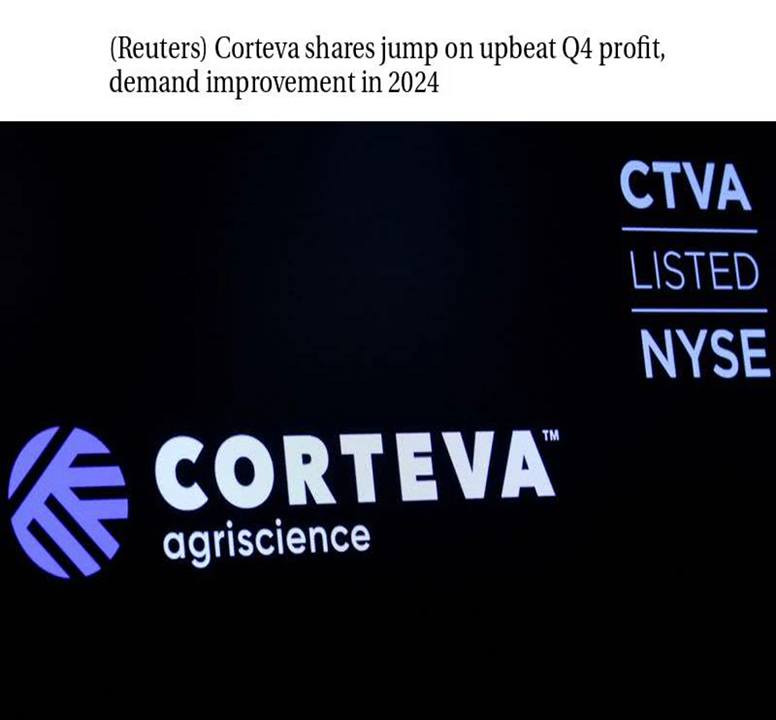 (Reuters) Corteva shares jump on upbeat Q4 profit,
demand improvement in 2024
CTVA
LISTED
NYSE
CORTEVA™
agriscience